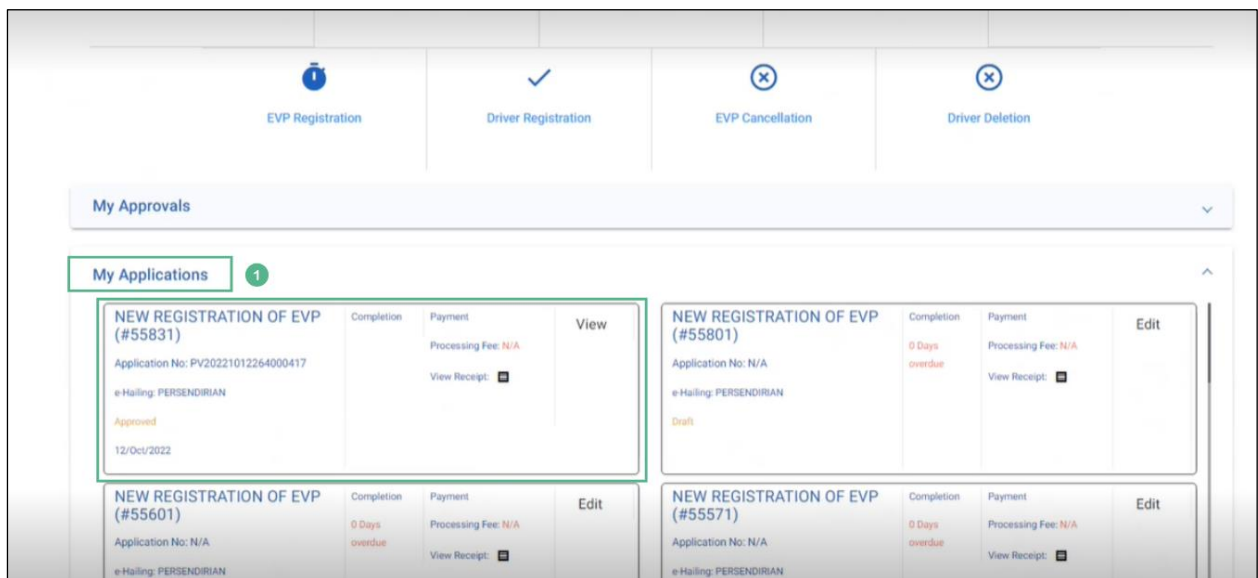 EVP Registration
Driver Registration
EVP Cancellation
Driver Deletion
My Approvals
My Applications
1
NEW REGISTRATION OF EVP
(#55831)
Application No: PV20221012264000417
e-Hailing: PERSENDIRIAN
Approved
12/Oct/2022
Completion
Payment
Processing Fee: N/A
View Receipt:
View
NEW REGISTRATION OF EVP
(#55801)
Application No: N/A
e-Hailing: PERSENDIRIAN
Draft
Completion
0 Days
overdue
Payment
Processing Fee: N/A
View Receipt:
Edit
NEW REGISTRATION OF EVP
(#55601)
Application No: N/A
e-Hailing: PERSENDIRIAN
Completion
0 Days
overdue
Payment
Processing Fee: N/A
View Receipt:
Edit
NEW REGISTRATION OF EVP
(#55571)
Application No: N/A
e-Hailing: PERSENDIRIAN
Completion
0 Days
overdue
Payment
Processing Fee: N/A
View Receipt:
Edit